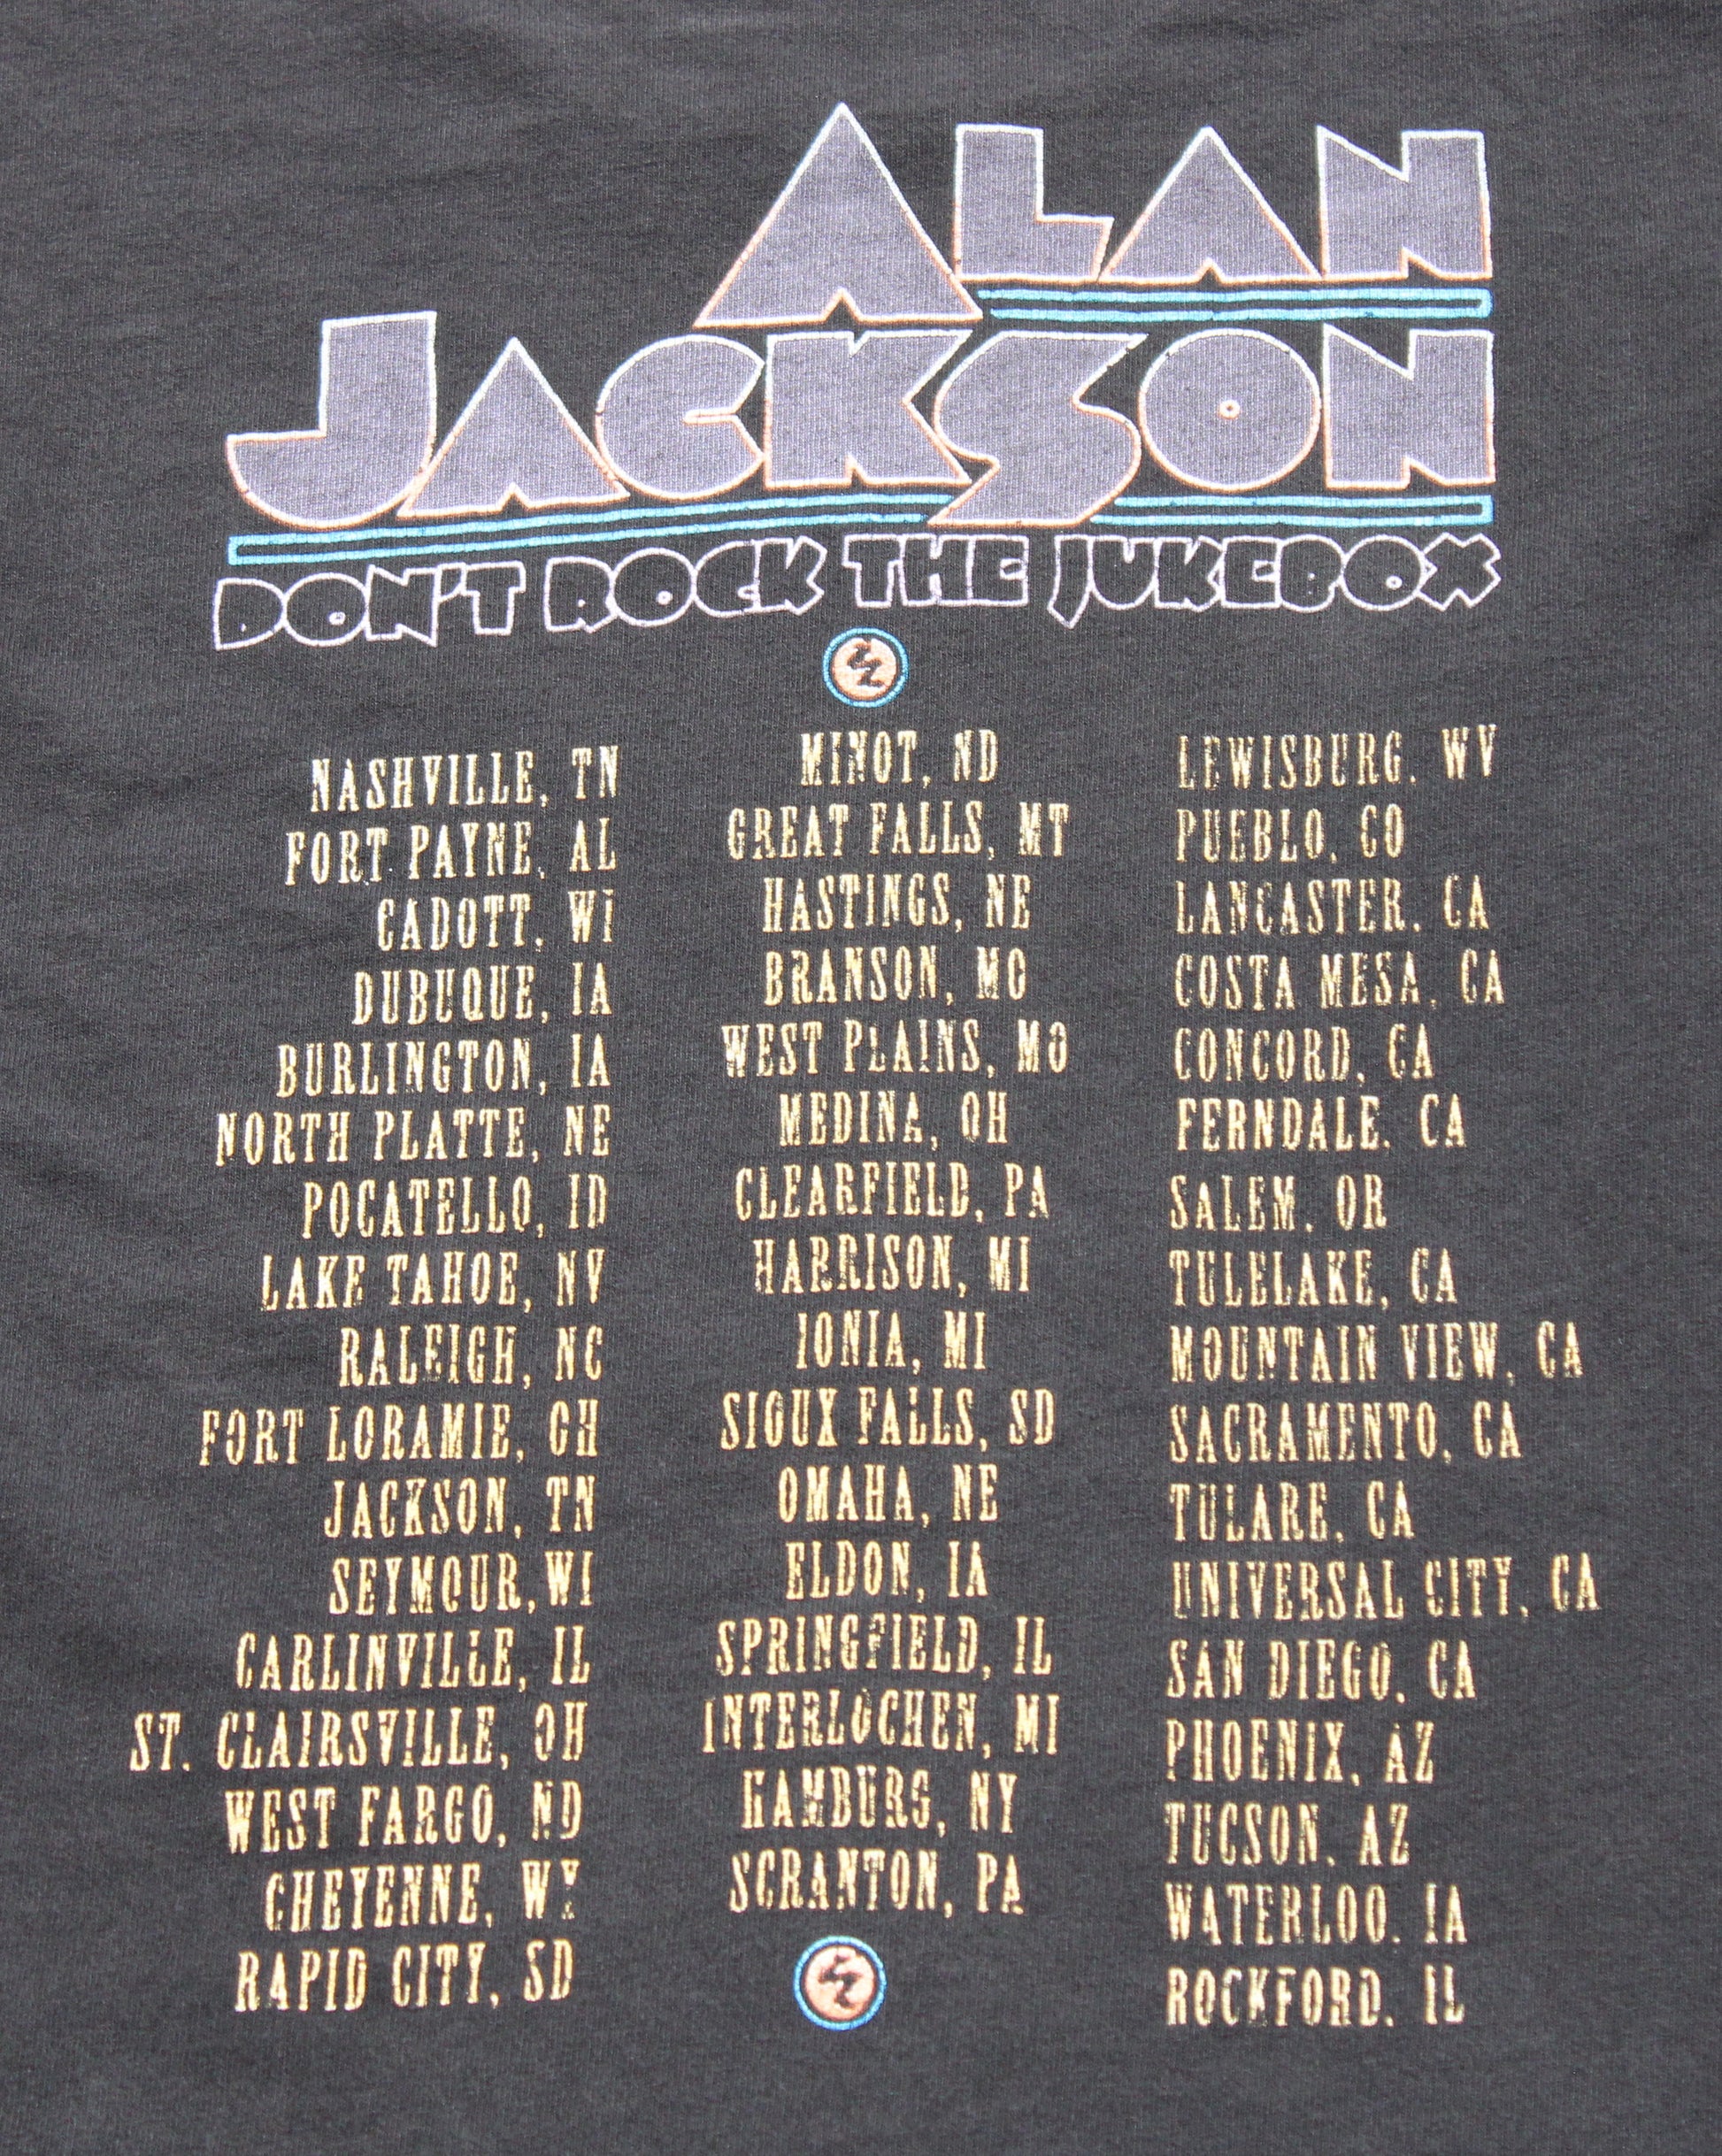 ALAN
JACKSON
DON'T ROCK THE JUKEBOX
NASHVILLE, TN
FORT PAYNE, AL
CADOTT, WI
DUBUQUE, IA
BURLINGTON, IA
NORTH PLATTE, NE
POCATELLO, ID
LAKE TAHOE, NV
RALEIGH, NC
FORT LORAMIE, OH
JACKSON, TN
SEYMOUR, WI
CARLINVILLE, IL
ST. CLAIRSVILLE, OH
WEST FARGO, ND
CHEYENNE, WY
RAPID CITY, SD
MINOT, ND
GREAT FALLS, MT
HASTINGS, NE
BRANSON, MO
WEST PLAINS, MO
MEDINA, OH
CLEARFIELD, PA
HARRISON, MI
IONIA, MI
SIOUX FALLS, SD
OMAHA, NE
ELDON, IA
SPRINGFIELD, IL
INTERLOCHEN, MI
HAMBURG, NY
SCRANTON, PA
LEWISBURG, WV
PUEBLO, CO
LANCASTER, CA
COSTA MESA, CA
CONCORD, CA
FERNDALE, CA
SALEM, OR
TULELAKE, CA
MOUNTAIN VIEW, CA
SACRAMENTO, CA
TULARE, CA
UNIVERSAL CITY, CA
SAN DIEGO, CA
PHOENIX, AZ
TUCSON, AZ
WATERLOO, IA
ROCKFORD, IL